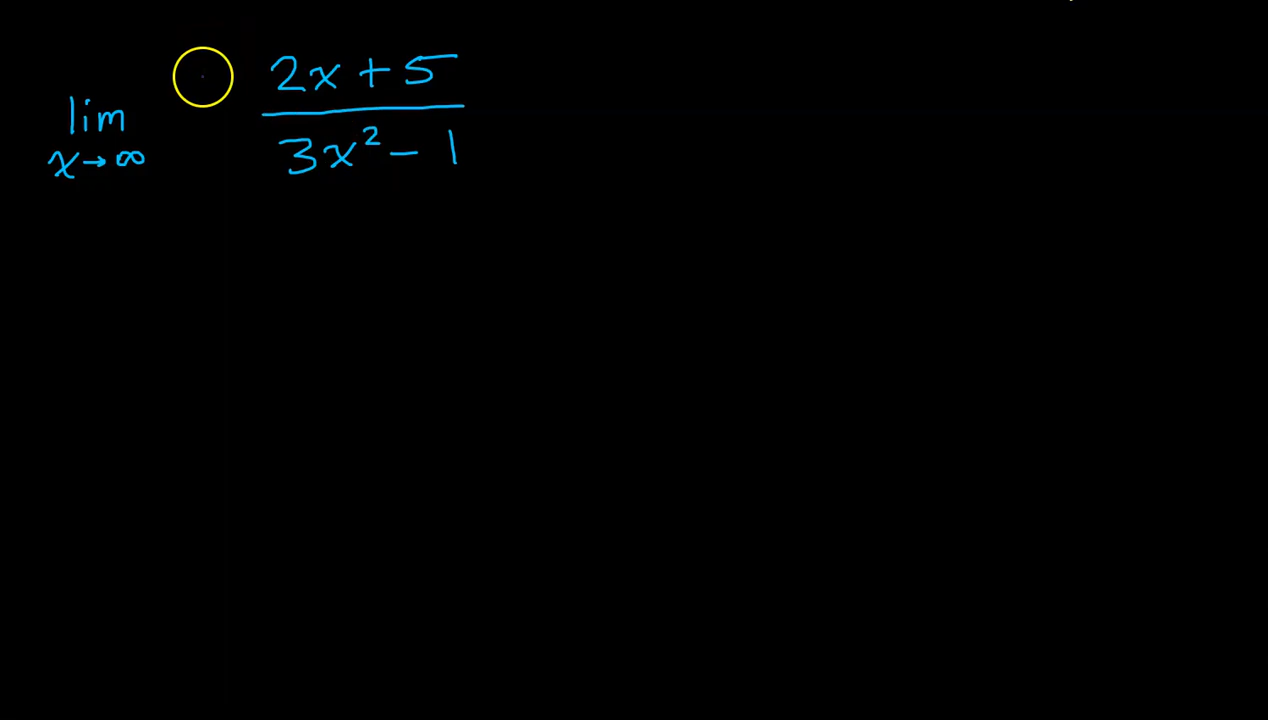 lim 2x + 5
x→∞ 3x² - 1